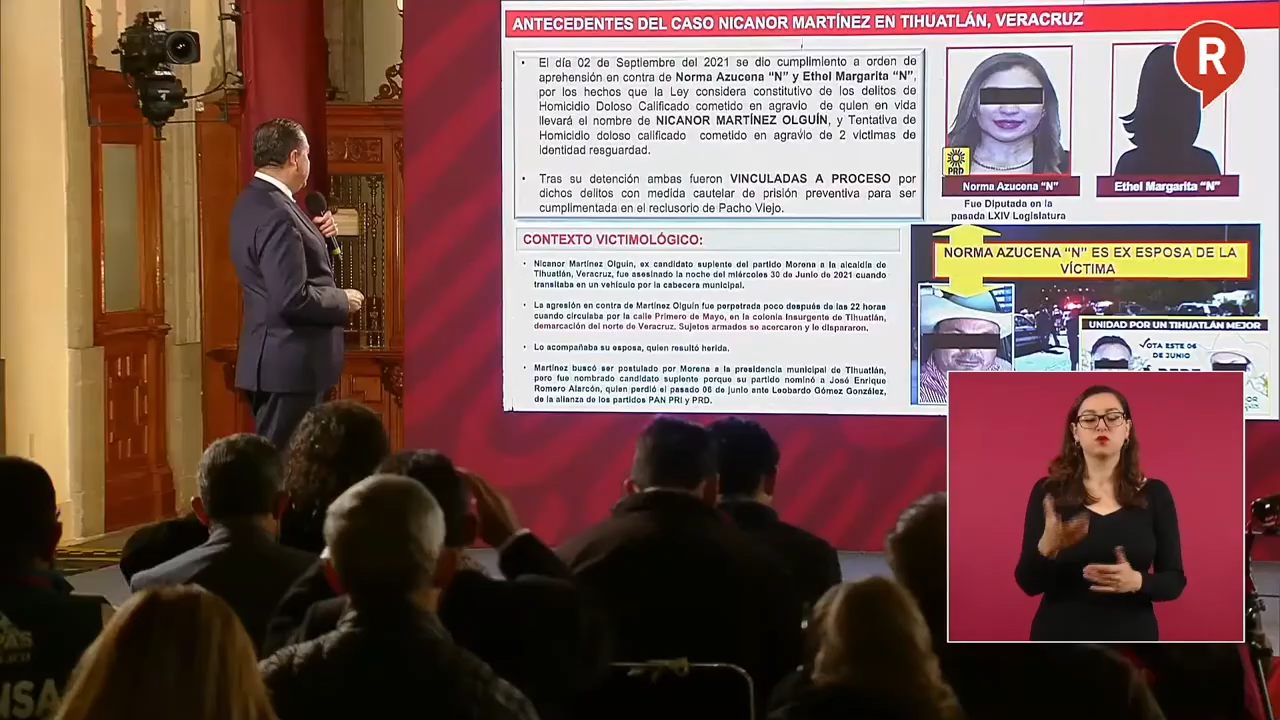 ANTECEDENTES DEL CASO NICANOR MARTÍNEZ EN TIHUATLÁN, VERACRUZ
R
• El día 02 de Septiembre del 2021 se dio cumplimiento a orden de
aprehensión en contra de Norma Azucena “N” y Ethel Margarita “N”,
por los hechos que la Ley considera constitutivo de los delitos de
Homicidio Doloso Calificado cometido en agravio de quien en vida
llevará el nombre de NICANOR MARTÍNEZ OLGUÍN, y Tentativa de
Homicidio doloso calificado cometido en agravio de 2 victimas de
identidad resguardad.
• Tras su detención ambas fueron VINCULADAS A PROCESO por
dichos delitos con medida cautelar de prisión preventiva para ser
cumplimentada en el reclusorio de Pacho Viejo.
PRD
Norma Azucena “N”
Ethel Margarita “N”
Fue Diputada en la
pasada LXIV Legislatura
CONTEXTO VICTIMOLÓGICO:
• Nicanor Martínez Olguín, ex candidato suplente del partido Morena a la alcaldía de
Tihuatlán, Veracruz, fue asesinado la noche del miércoles 30 de Junio de 2021 cuando
transitaba en un vehículo por la cabecera municipal.
• La agresión en contra de Martínez Olguín fue perpetrada poco después de las 22 horas
cuando circulaba por la calle Primero de Mayo, en la colonia Insurgente de Tihuatlán,
demarcación del norte de Veracruz. Sujetos armados se acercaron y le dispararon.
• Lo acompañaba su esposa, quien resultó herida.
• Martínez buscó ser postulado por Morena a la presidencia municipal de Tihuatlán,
pero fue nombrado candidato suplente porque su partido nominó a José Enrique
Romero Alarcón, quien perdió el pasado 06 de junio ante Leobardo Gómez González,
de la alianza de los partidos PAN PRI y PRD.
NORMA AZUCENA “N” ES EX ESPOSA DE LA
VÍCTIMA
UNIDAD POR UN TIHUATLÁN MEJOR
VOTA ESTE 06
DE JUNIO